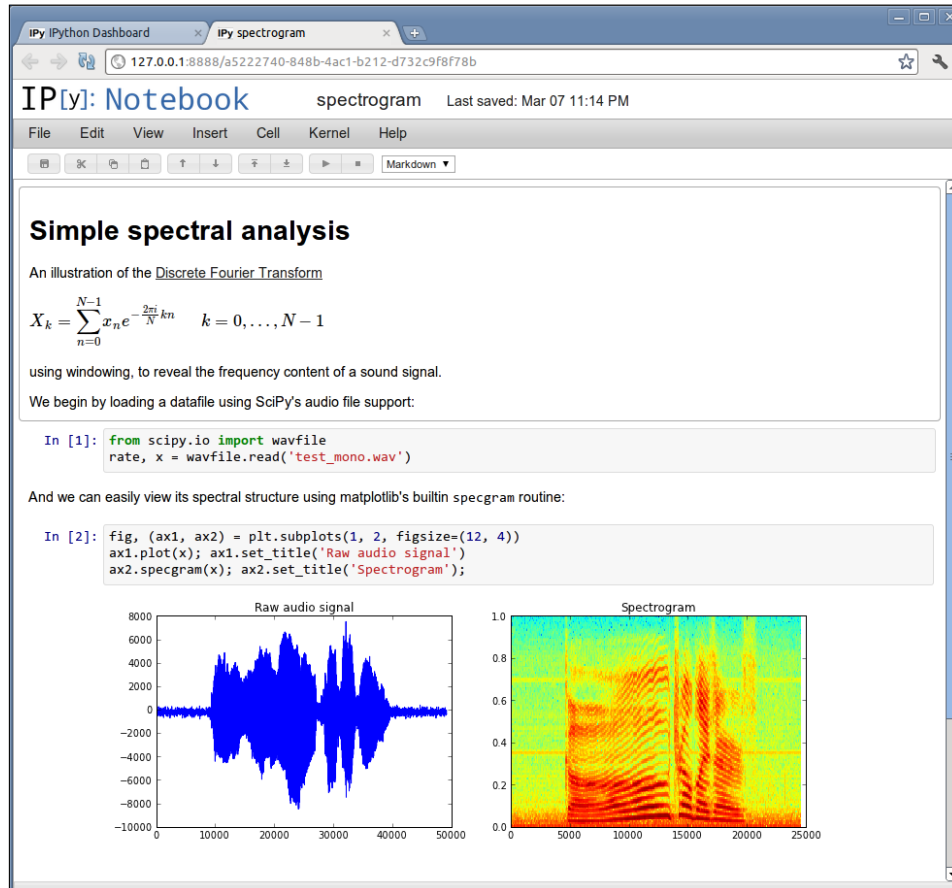 IPy IPython Dashboard × IPy spectrogram ×
127.0.0.1:8888/a5222740-848b-4ac1-b212-d732c9f8f78b
IP[y]: Notebook spectrogram Last saved: Mar 07 11:14 PM
File Edit View Insert Cell Kernel Help
Markdown
Simple spectral analysis
An illustration of the Discrete Fourier Transform
X_k = \sum_{n=0}^{N-1} x_n e^{-\frac{2\pi i}{N} kn} k = 0, . . . , N − 1
using windowing, to reveal the frequency content of a sound signal.
We begin by loading a datafile using SciPy's audio file support:
In [1]: from scipy.io import wavfile
rate, x = wavfile.read('test_mono.wav')
And we can easily view its spectral structure using matplotlib's builtin specgram routine:
In [2]: fig, (ax1, ax2) = plt.subplots(1, 2, figsize=(12, 4))
ax1.plot(x); ax1.set_title('Raw audio signal')
ax2.specgram(x); ax2.set_title('Spectrogram');
Raw audio signal
8000
6000
4000
2000
0
−2000
−4000
−6000
−8000
−10000
0 10000 20000 30000 40000 50000
Spectrogram
1.0
0.8
0.6
0.4
0.2
0.0
0 5000 10000 15000 20000 25000